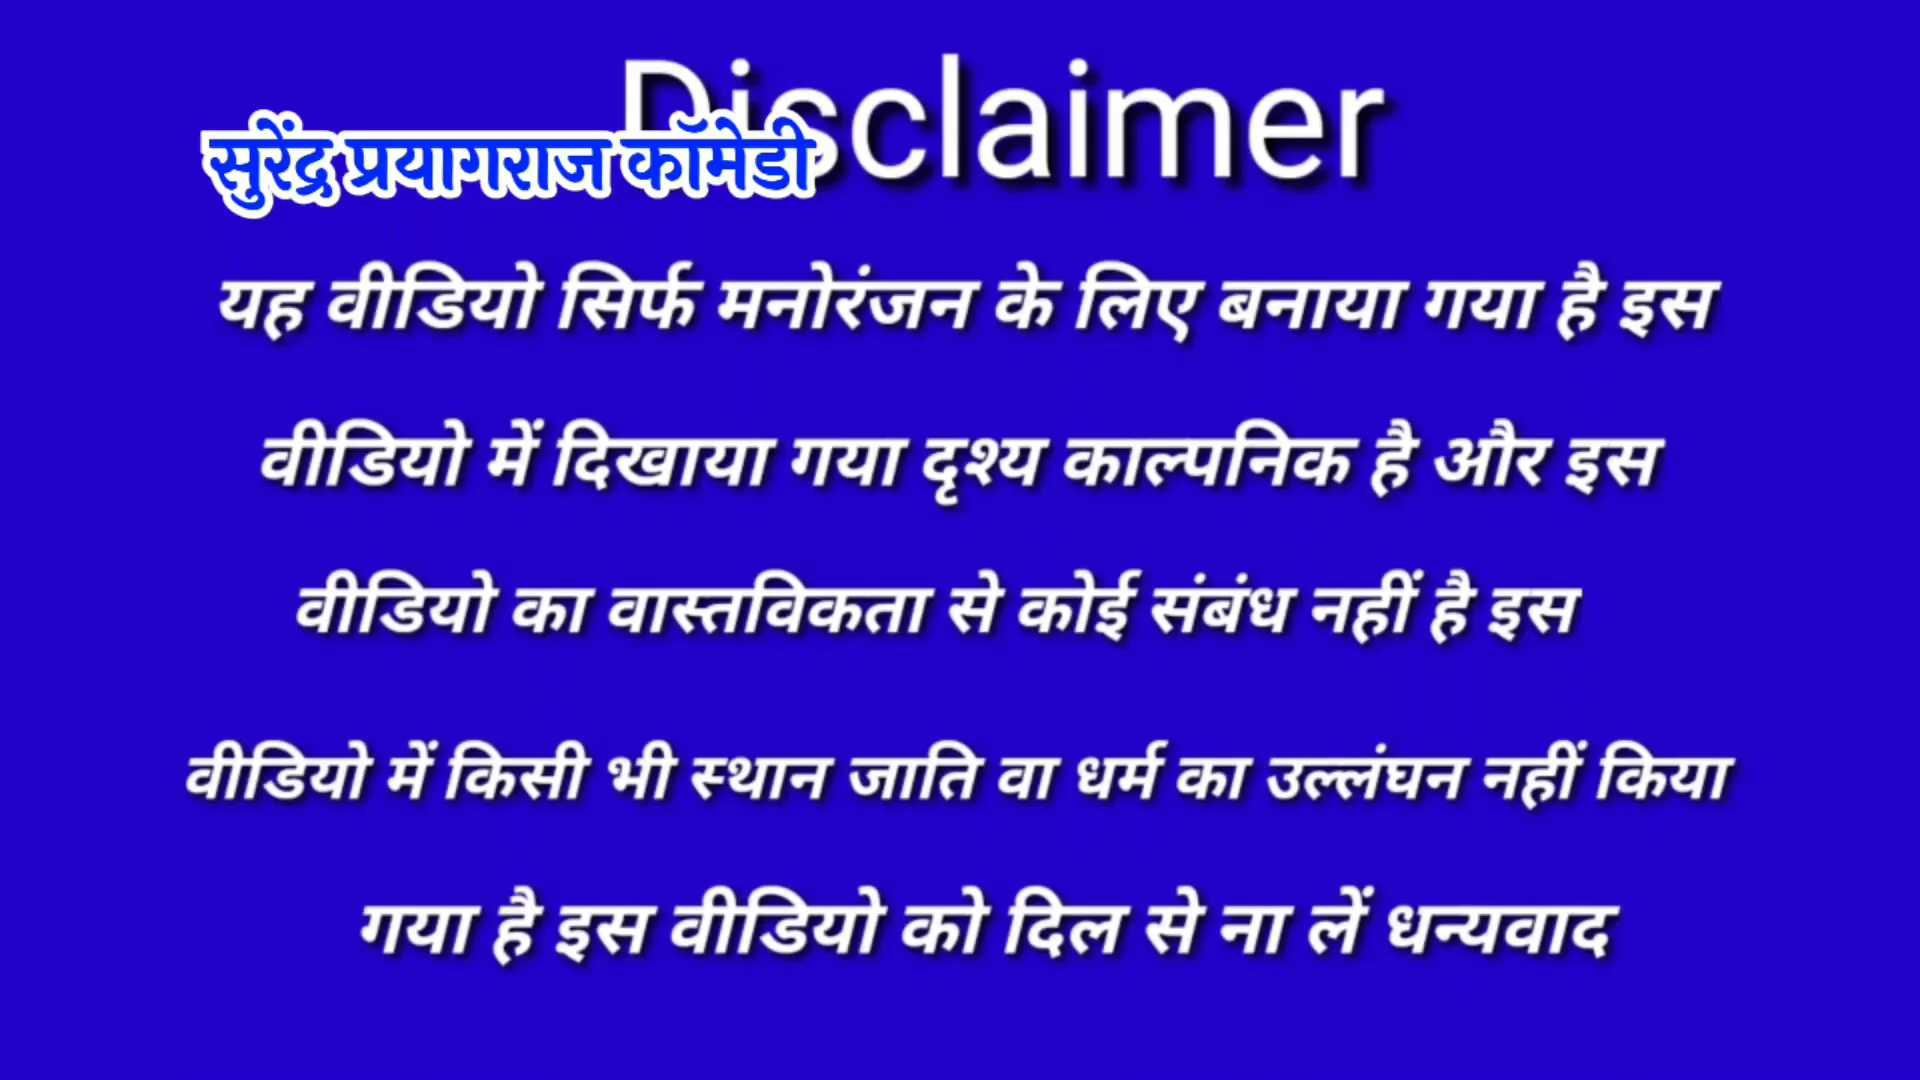 Disclaimer
सुरेंद्र प्रयागराज कॉमेडी
यह वीडियो सिर्फ मनोरंजन के लिए बनाया गया है इस
वीडियो में दिखाया गया दृश्य काल्पनिक है और इस
वीडियो का वास्तविकता से कोई संबंध नहीं है इस
वीडियो में किसी भी स्थान जाति वा धर्म का उल्लंघन नहीं किया
गया है इस वीडियो को दिल से ना लें धन्यवाद